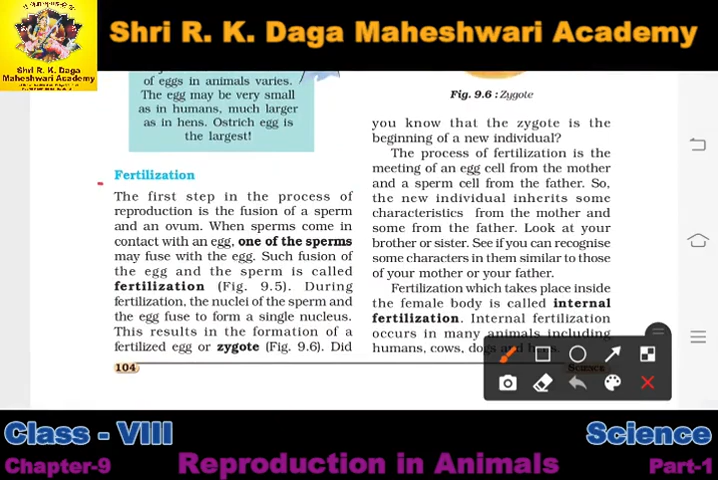 Shri R. K. Daga
Maheshwari Academy
Shri R. K. Daga Maheshwari Academy
of eggs in animals varies.
The egg may be very small
as in humans, much larger
as in hens. Ostrich egg is
the largest!
Fertilization
The first step in the process of
reproduction is the fusion of a sperm
and an ovum. When sperms come in
contact with an egg, one of the sperms
may fuse with the egg. Such fusion of
the egg and the sperm is called
fertilization (Fig. 9.5). During
fertilization, the nuclei of the sperm and
the egg fuse to form a single nucleus.
This results in the formation of a
fertilized egg or zygote (Fig. 9.6). Did
104
Fig. 9.6 : Zygote
you know that the zygote is the
beginning of a new individual?
The process of fertilization is the
meeting of an egg cell from the mother
and a sperm cell from the father. So,
the new individual inherits some
characteristics from the mother and
some from the father. Look at your
brother or sister. See if you can recognise
some characters in them similar to those
of your mother or your father.
Fertilization which takes place inside
the female body is called internal
fertilization. Internal fertilization
occurs in many animals including
humans, cows, dogs and hens.
Science
Class - VIII
Science
Chapter-9
Reproduction in Animals
Part-1